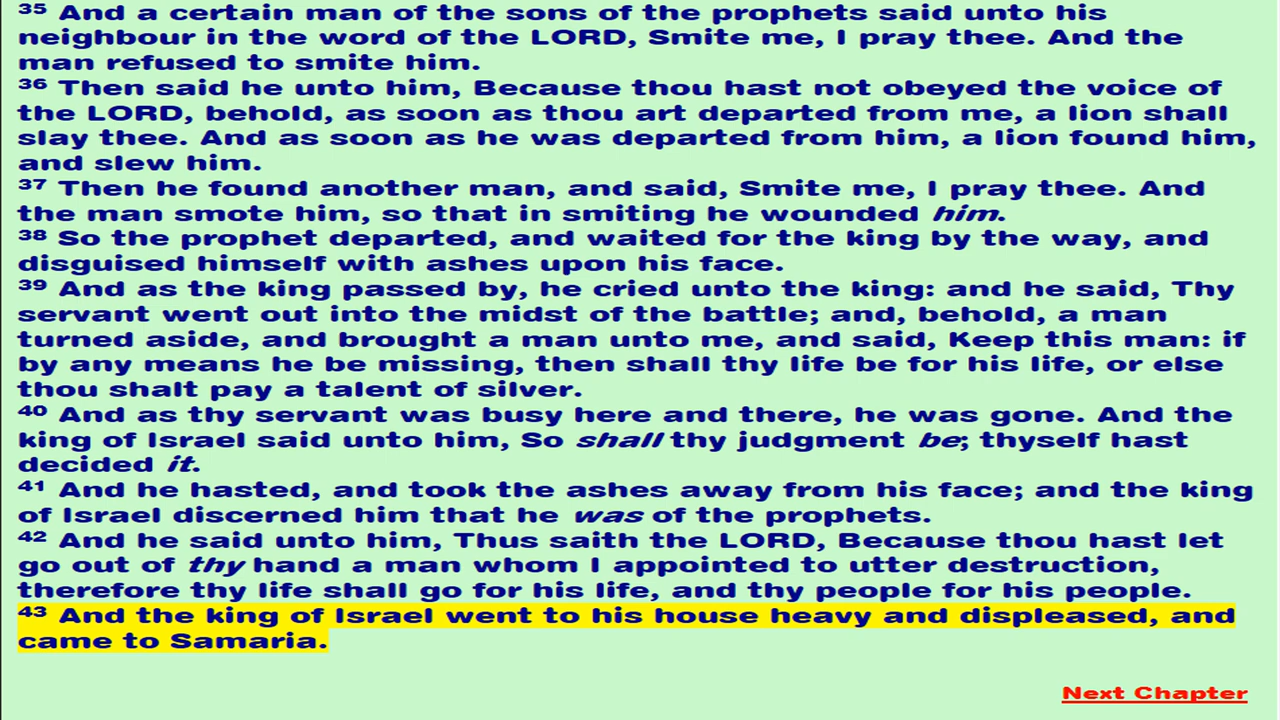 35 And a certain man of the sons of the prophets said unto his
neighbour in the word of the LORD, Smite me, I pray thee. And the
man refused to smite him.
36 Then said he unto him, Because thou hast not obeyed the voice of
the LORD, behold, as soon as thou art departed from me, a lion shall
slay thee. And as soon as he was departed from him, a lion found him,
and slew him.
37 Then he found another man, and said, Smite me, I pray thee. And
the man smote him, so that in smiting he wounded him.
38 So the prophet departed, and waited for the king by the way, and
disguised himself with ashes upon his face.
39 And as the king passed by, he cried unto the king: and he said, Thy
servant went out into the midst of the battle; and, behold, a man
turned aside, and brought a man unto me, and said, Keep this man: if
by any means he be missing, then shall thy life be for his life, or else
thou shalt pay a talent of silver.
40 And as thy servant was busy here and there, he was gone. And the
king of Israel said unto him, So shall thy judgment be; thyself hast
decided it.
41 And he hasted, and took the ashes away from his face; and the king
of Israel discerned him that he was of the prophets.
42 And he said unto him, Thus saith the LORD, Because thou hast let
go out of thy hand a man whom I appointed to utter destruction,
therefore thy life shall go for his life, and thy people for his people.
43 And the king of Israel went to his house heavy and displeased, and
came to Samaria.
Next Chapter